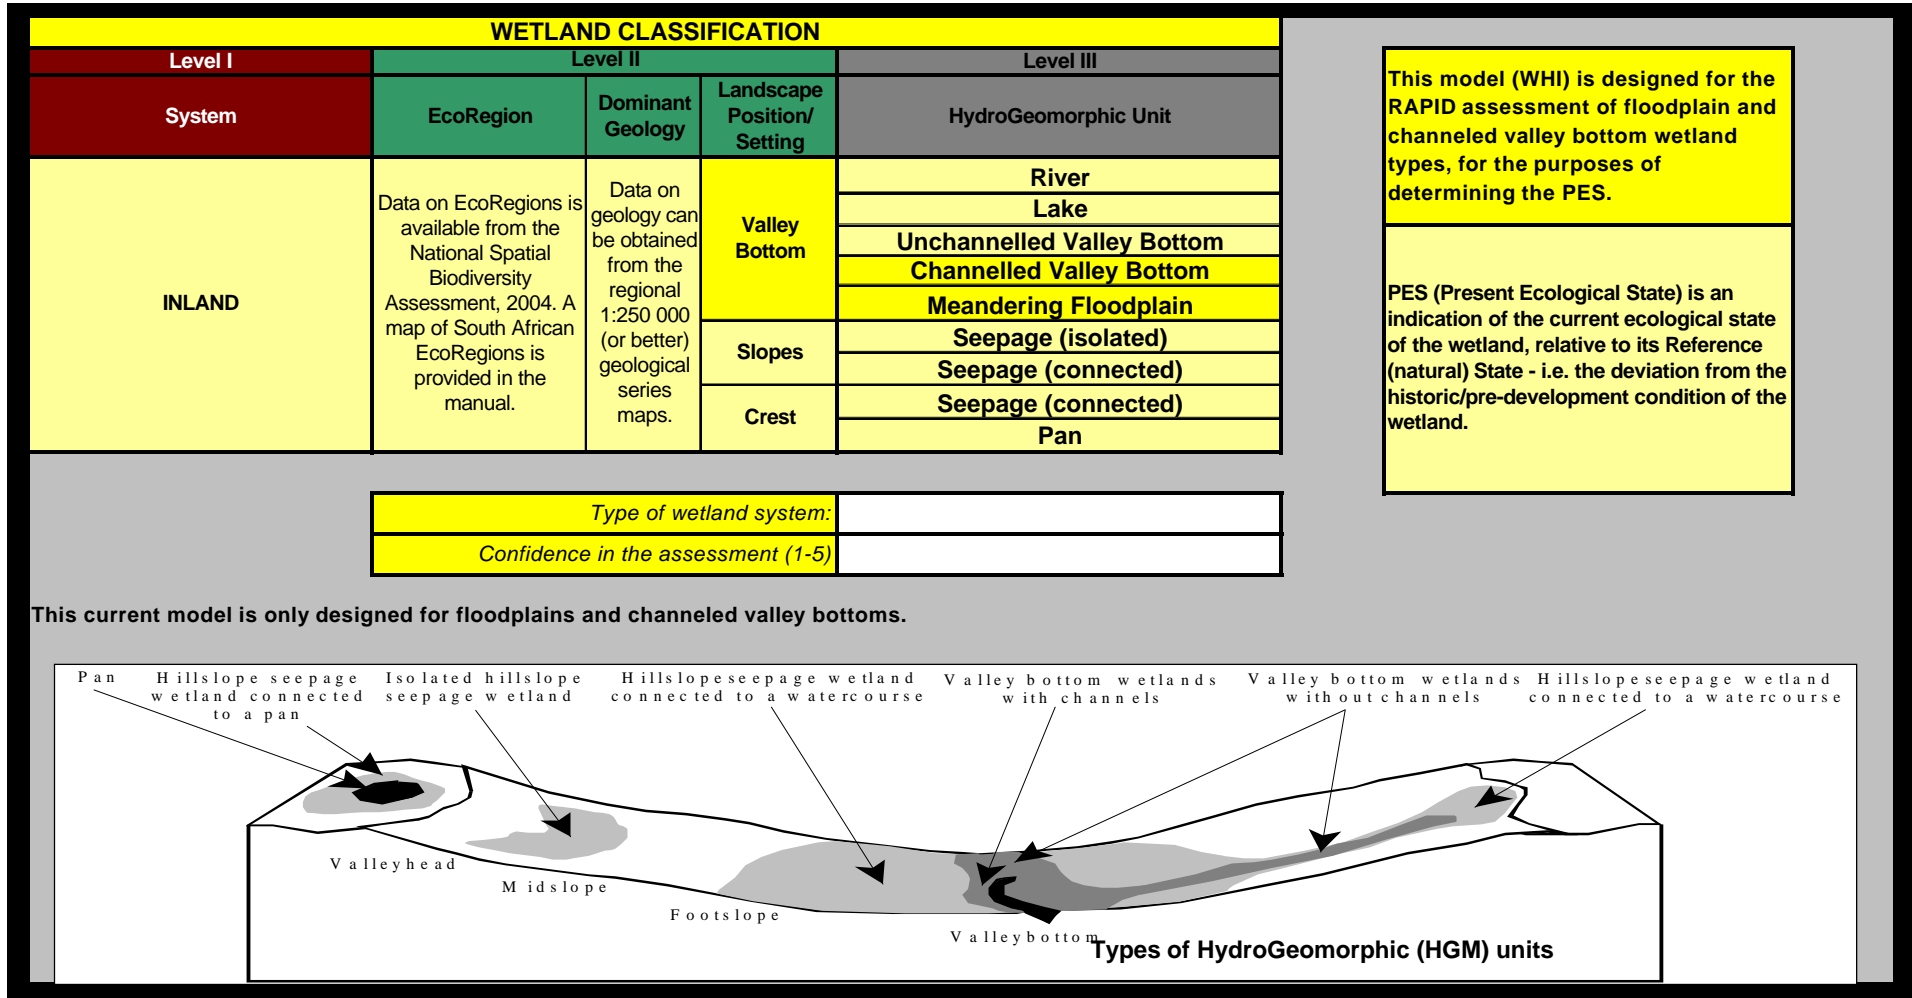 WETLAND CLASSIFICATION
Level I
Level II
Level III
System
EcoRegion
Dominant
Geology
Landscape
Position/
Setting
HydroGeomorphic Unit
INLAND
Data on EcoRegions is
available from the
National Spatial
Biodiversity
Assessment, 2004. A
map of South African
EcoRegions is
provided in the
manual.
Data on
geology can
be obtained
from the
regional
1:250 000
(or better)
geological
series
maps.
Valley
Bottom
River
Lake
Unchannelled Valley Bottom
Channelled Valley Bottom
Meandering Floodplain
Slopes
Seepage (isolated)
Seepage (connected)
Crest
Seepage (connected)
Pan
This model (WHI) is designed for the
RAPID assessment of floodplain and
channeled valley bottom wetland
types, for the purposes of
determining the PES.
PES (Present Ecological State) is an
indication of the current ecological state
of the wetland, relative to its Reference
(natural) State - i.e. the deviation from the
historic/pre-development condition of the
wetland.
Type of wetland system:
Confidence in the assessment (1-5)
This current model is only designed for floodplains and channeled valley bottoms.
Pan
Hillslope seepage
wetland connected
to a pan
Isolated hillslope
seepage wetland
Hillslope seepage wetland
connected to a watercourse
Valley bottom wetlands
with channels
Valley bottom wetlands
without channels
Hillslope seepage wetland
connected to a watercourse
Valleyhead
Midslope
Footslope
Valleybottom
Types of HydroGeomorphic (HGM) units